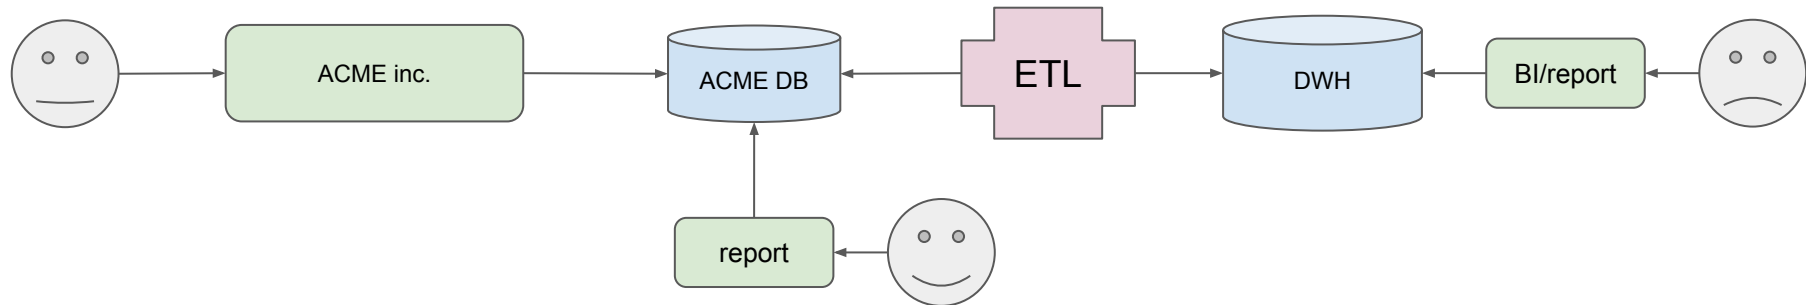 ACME inc.
ACME DB
ETL
DWH
BI/report
report